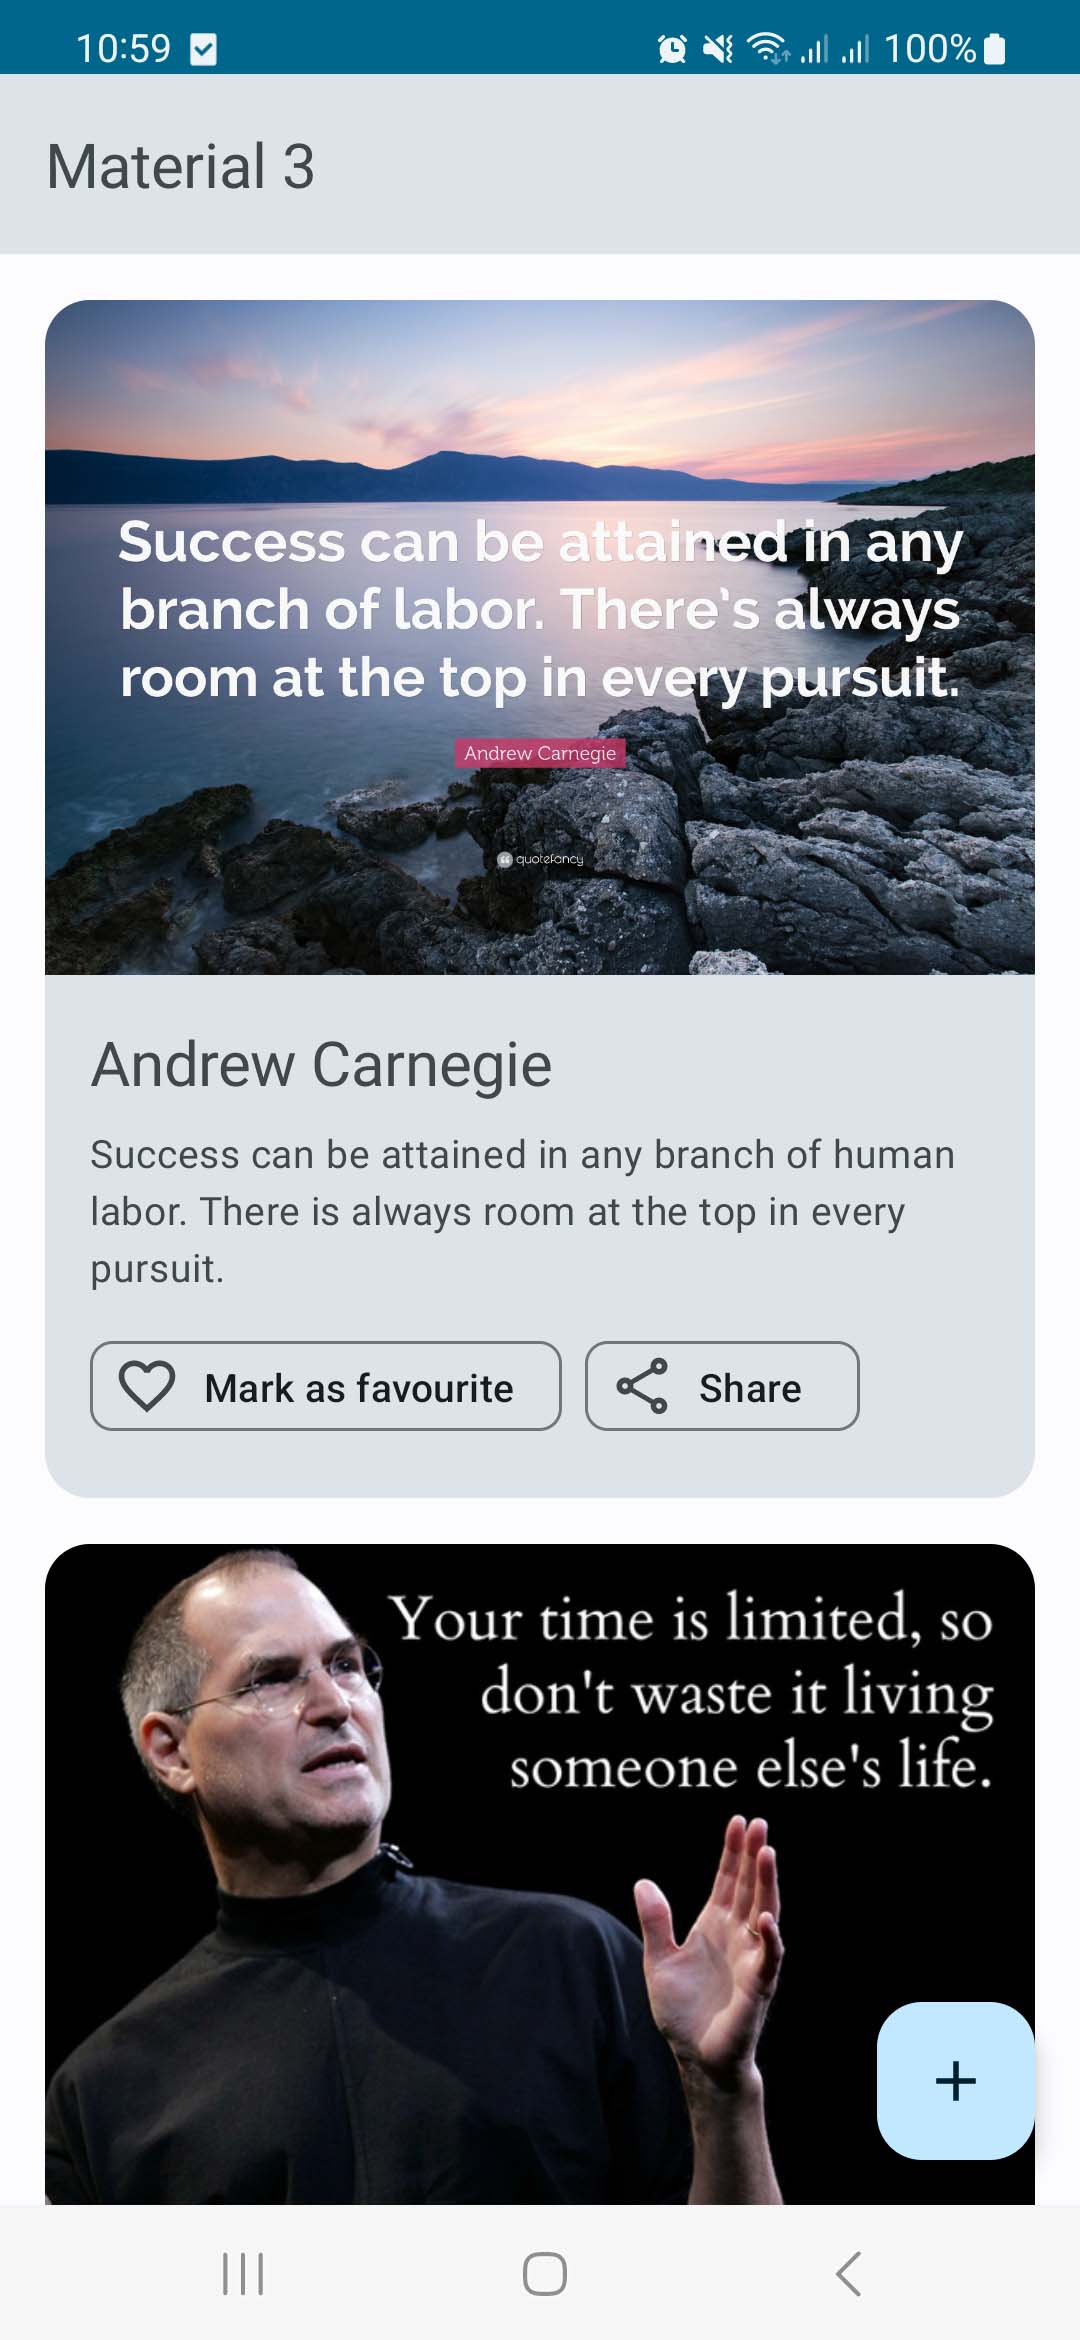 10:59
100%
Material 3
Success can be attained in any
branch of labor. There’s always
room at the top in every pursuit.
Andrew Carnegie
quotefancy
Andrew Carnegie
Success can be attained in any branch of human
labor. There is always room at the top in every
pursuit.
Mark as favourite
Share
Your time is limited, so
don't waste it living
someone else's life.